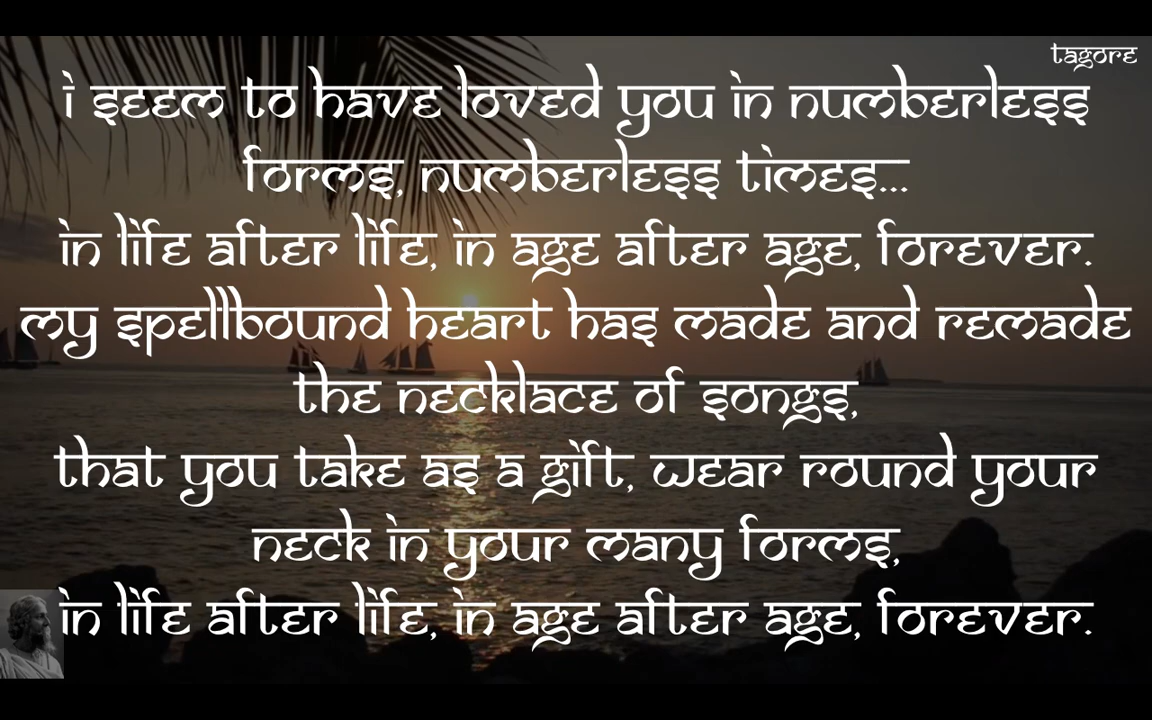 tagore
i seem to have loved you in numberless
forms, numberless times...
in life after life, in age after age, forever.
my spellbound heart has made and remade
the necklace of songs,
that you take as a gift, wear round your
neck in your many forms,
in life after life, in age after age, forever.